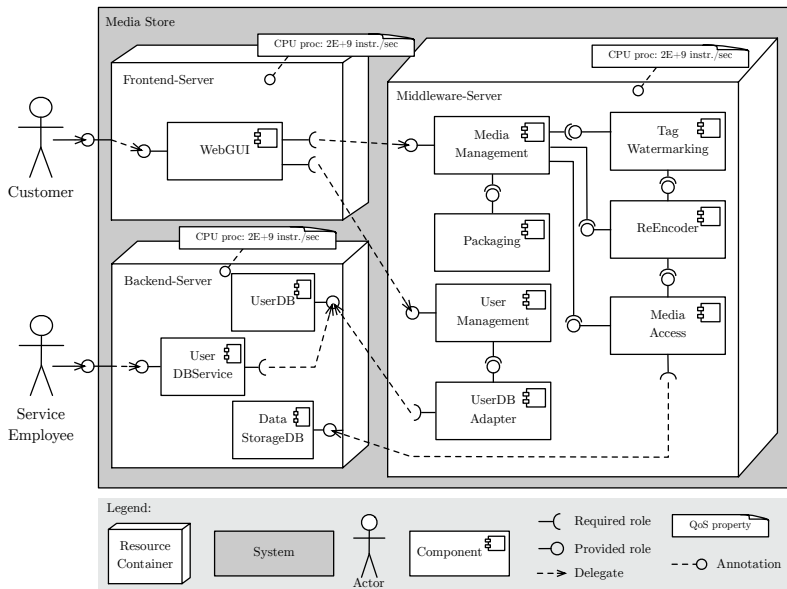 Media Store
CPU proc: 2E+9 instr./sec
CPU proc: 2E+9 instr./sec
Frontend-Server
Middleware-Server
WebGUI
Media
Management
Tag
Watermarking
Customer
Packaging
ReEncoder
CPU proc: 2E+9 instr./sec
Backend-Server
UserDB
User
Management
Media
Access
User
DBService
Service
Employee
UserDB
Adapter
Data
StorageDB
Legend:
Resource
Container
System
Actor
Component
Required role
Provided role
Delegate
QoS property
Annotation